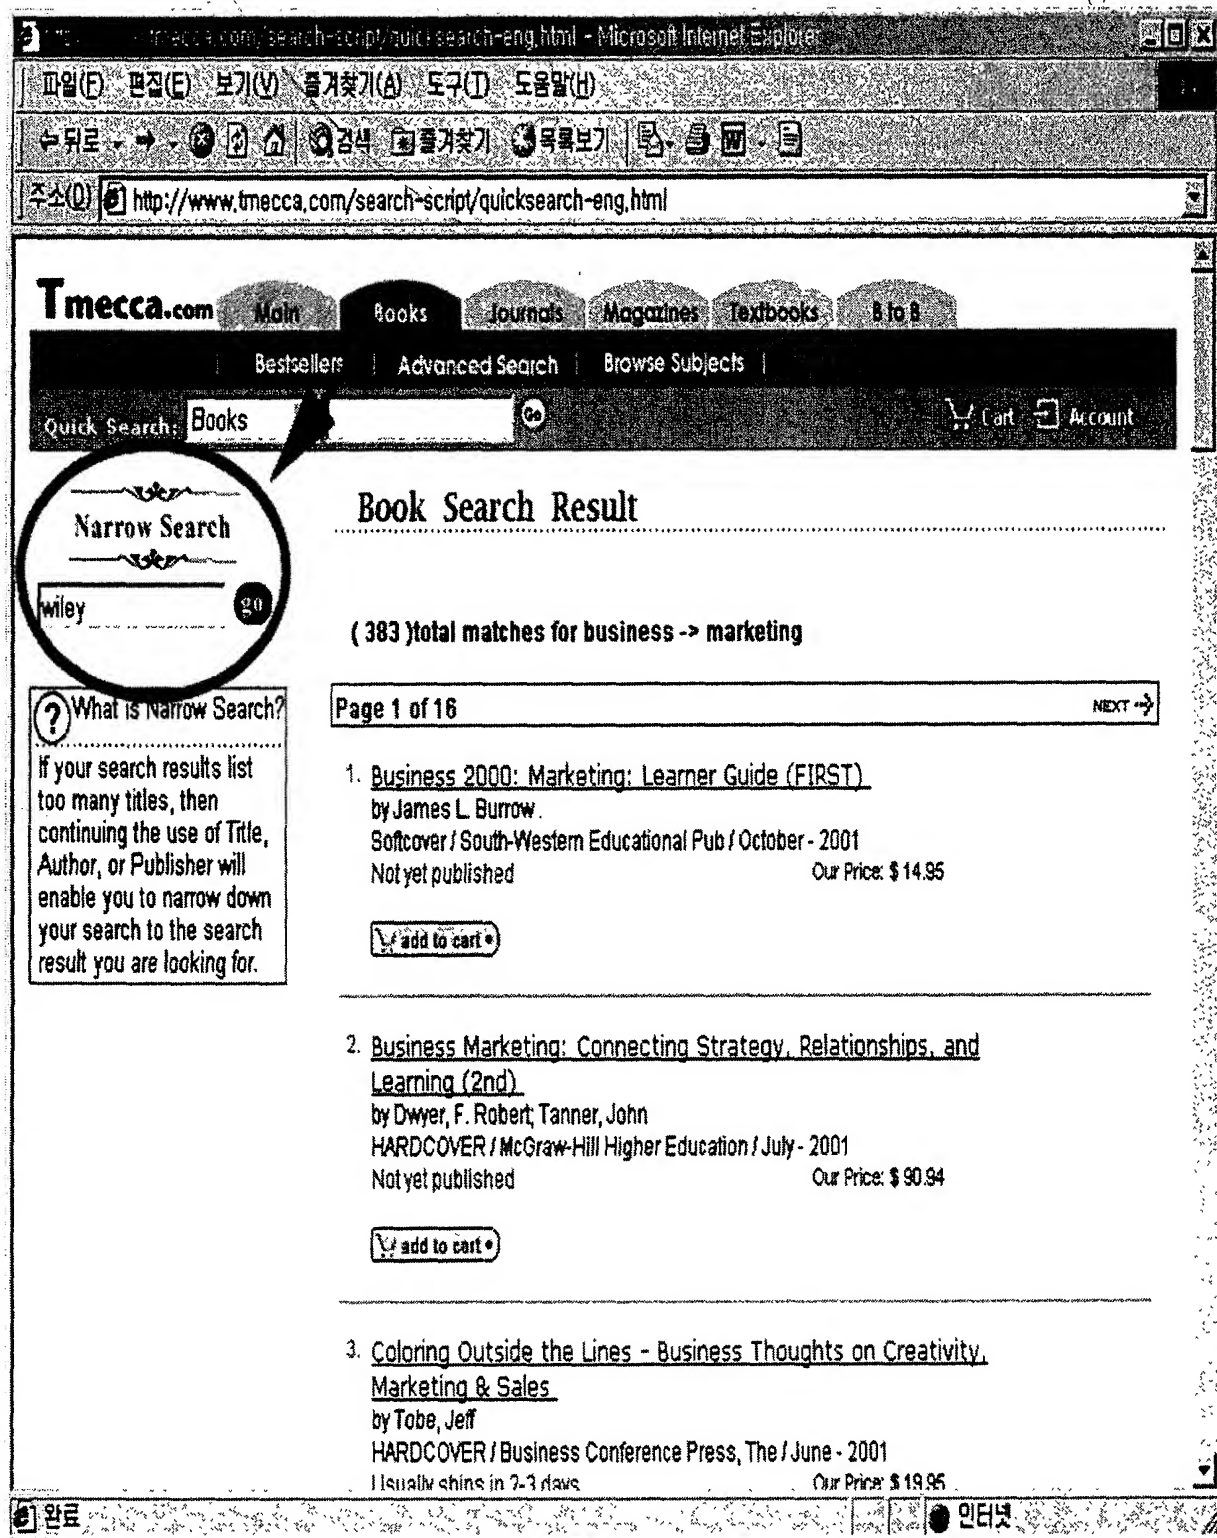 mecca.com/search-script/quicksearch-eng.html - Microsoft Internet Explorer
파일(F) 편집(E) 보기(V) 즐겨찾기(A) 도구(T) 도움말(H)
뒤로 검색 즐겨찾기 목록보기
주소(D) http://www.tmecca.com/search-script/quicksearch-eng.html
Tmecca.com Main Books Journals Magazines Textbooks B to B
Bestsellers | Advanced Search | Browse Subjects |
Quick Search: Books Go Cart Account
Narrow Search
wiley go
? What is Narrow Search?
If your search results list
too many titles, then
continuing the use of Title,
Author, or Publisher will
enable you to narrow down
your search to the search
result you are looking for.
Book Search Result
( 383 )total matches for business -> marketing
Page 1 of 16 NEXT
1. Business 2000: Marketing: Learner Guide (FIRST)
by James L. Burrow.
Softcover / South-Western Educational Pub / October - 2001
Not yet published Our Price: $ 14.95
add to cart
2. Business Marketing: Connecting Strategy, Relationships, and
Learning (2nd)
by Dwyer, F. Robert; Tanner, John
HARDCOVER / McGraw-Hill Higher Education / July - 2001
Not yet published Our Price: $ 90.94
add to cart
3. Coloring Outside the Lines - Business Thoughts on Creativity,
Marketing & Sales
by Tobe, Jeff
HARDCOVER / Business Conference Press, The / June - 2001
Usually ships in 2-3 days Our Price: $ 19.95
완료 인터넷